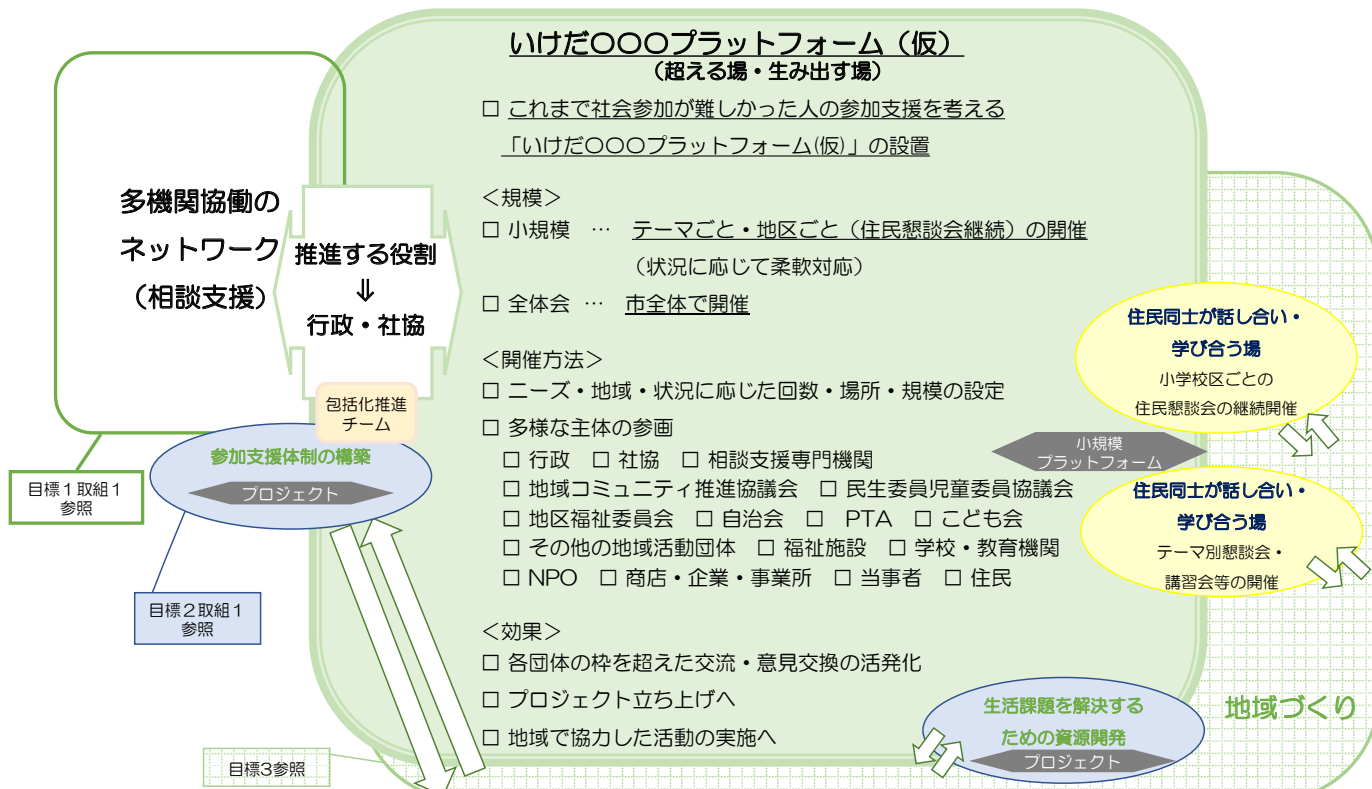 いけだ〇〇〇プラットフォーム（仮）
（超える場・生み出す場）
□ これまで社会参加が難しかった人の参加支援を考える
「いけだ〇〇〇プラットフォーム(仮)」の設置
＜規模＞
□ 小規模 … テーマごと・地区ごと（住民懇談会継続）の開催
（状況に応じて柔軟対応）
□ 全体会 … 市全体で開催
＜開催方法＞
□ ニーズ・地域・状況に応じた回数・場所・規模の設定
□ 多様な主体の参画
□ 行政 □ 社協 □ 相談支援専門機関
□ 地域コミュニティ推進協議会 □ 民生委員児童委員協議会
□ 地区福祉委員会 □ 自治会 □ PTA □ こども会
□ その他の地域活動団体 □ 福祉施設 □ 学校・教育機関
□ NPO □ 商店・企業・事業所 □ 当事者 □ 住民
＜効果＞
□ 各団体の枠を超えた交流・意見交換の活発化
□ プロジェクト立ち上げへ
□ 地域で協力した活動の実施へ
多機関協働の
ネットワーク
（相談支援）
推進する役割
⇓
行政・社協
包括化推進
チーム
参加支援体制の構築
プロジェクト
目標１取組１
参照
目標２取組１
参照
目標3参照
住民同士が話し合い・
学び合う場
小学校区ごとの
住民懇談会の継続開催
小規模
プラットフォーム
住民同士が話し合い・
学び合う場
テーマ別懇談会・
講習会等の開催
生活課題を解決する
ための資源開発
プロジェクト
地域づくり